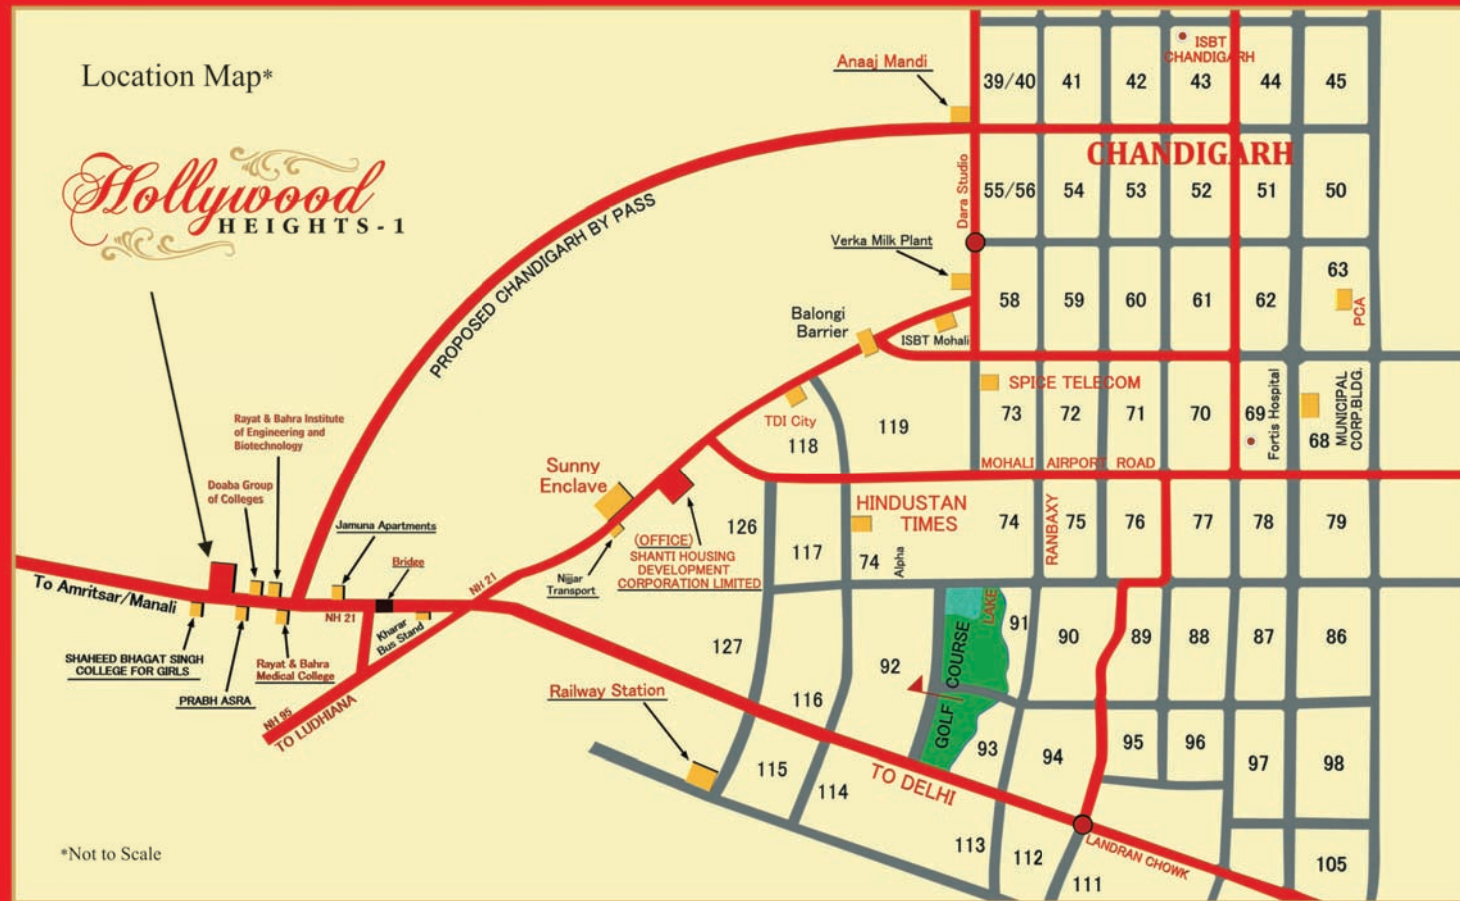 Location Map*
Hollywood
HEIGHTS-1
Anaaj Mandi
ISBT
CHANDIGARH
39/40
41
42
43
44
45
CHANDIGARH
Dara Studio
55/56
54
53
52
51
50
PROPOSED CHANDIGARH BY PASS
Verka Milk Plant
58
59
60
61
62
63
PCA
Balongi
Barrier
ISBT Mohali
SPICE TELECOM
73
72
71
70
69
Fortis Hospital
68
MUNICIPAL
CORP.BLDG.
TDI City
118
119
MOHALI AIRPORT ROAD
Rayat & Bahra Institute
of Engineering and
Biotechnology
Doaba Group
of Colleges
Jamuna Apartments
Bridge
Sunny
Enclave
Nijjar
Transport
(OFFICE)
SHANTI HOUSING
DEVELOPMENT
CORPORATION LIMITED
126
117
HINDUSTAN
TIMES
74
Alpha
74
RANBAXY
75
76
77
78
79
To Amritsar/Manali
NH 21
NH 21
Kharar
Bus Stand
SHAHEED BHAGAT SINGH
COLLEGE FOR GIRLS
PRABH ASRA
Rayat & Bahra
Medical College
NH 95
TO LUDHIANA
127
116
92
GOLF COURSE
LAKE
91
90
89
88
87
86
Railway Station
115
114
TO DELHI
93
94
95
96
97
98
113
112
111
LANDRAN CHOWK
105
*Not to Scale